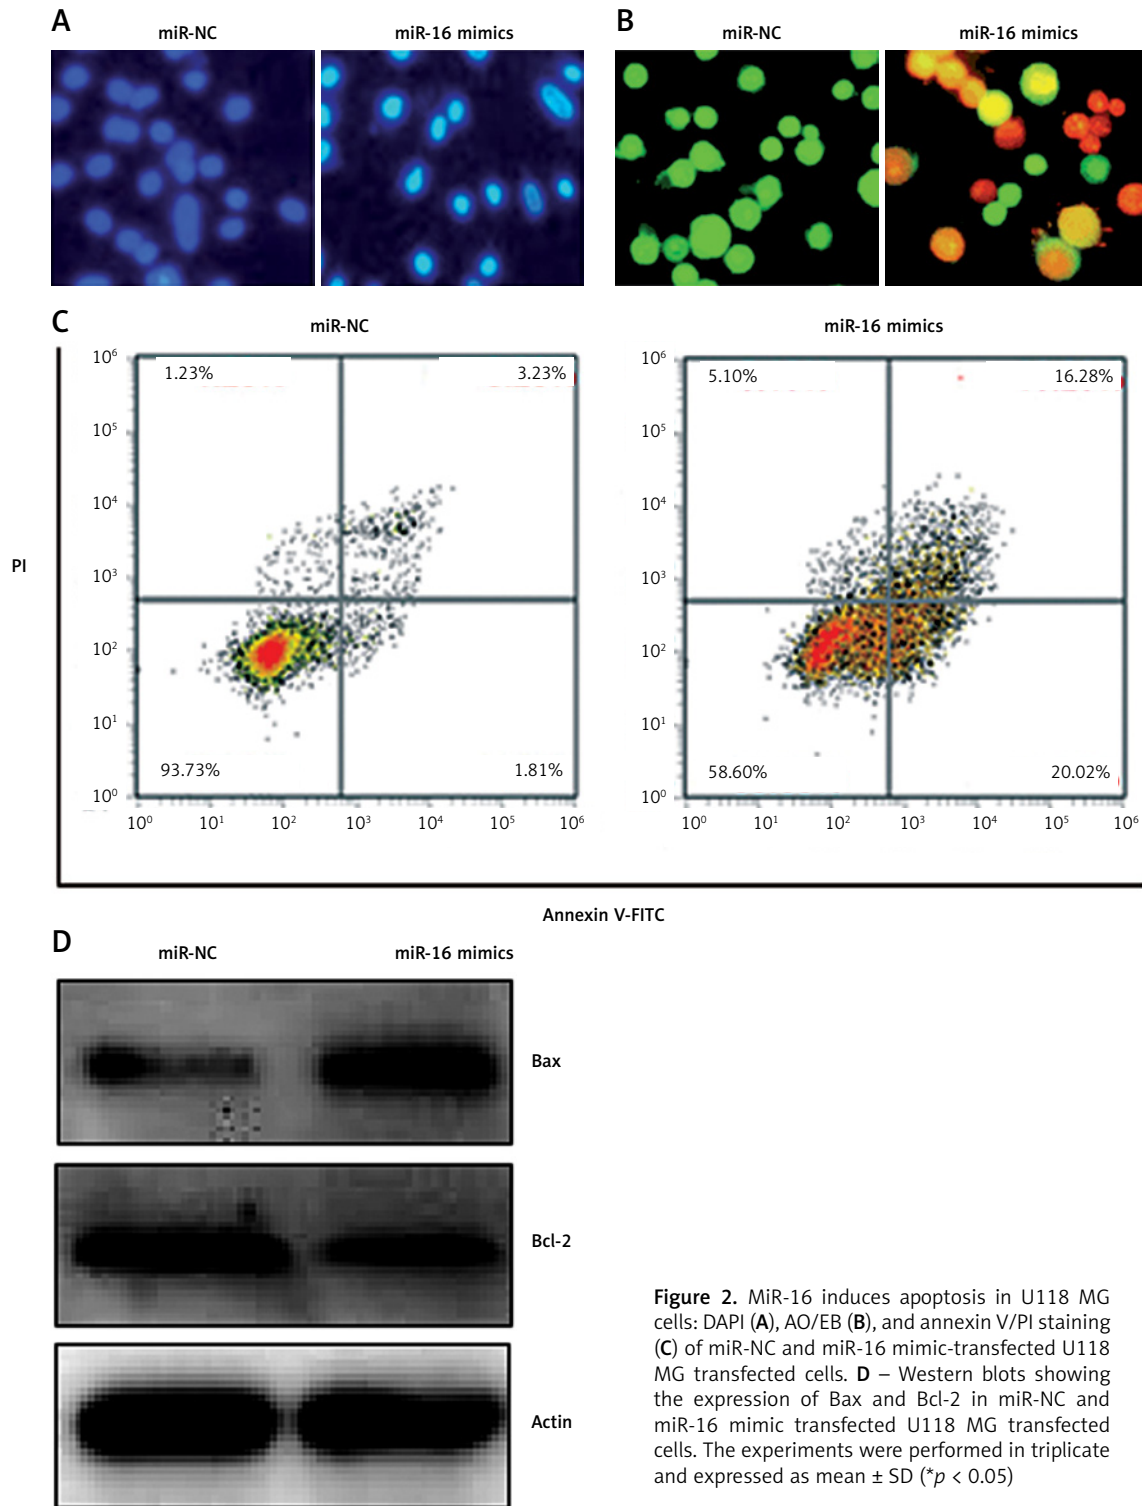 A
miR-NC
miR-16 mimics
B
miR-NC
miR-16 mimics
C
miR-NC
10⁶
10⁵
10⁴
10³
10²
10¹
10⁰
1.23%
3.23%
93.73%
1.81%
10⁰ 10¹ 10² 10³ 10⁴ 10⁵ 10⁶
miR-16 mimics
10⁶
10⁵
10⁴
10³
10²
10¹
10⁰
5.10%
16.28%
58.60%
20.02%
10⁰ 10¹ 10² 10³ 10⁴ 10⁵ 10⁶
PI
Annexin V-FITC
D
miR-NC
miR-16 mimics
Bax
Bcl-2
Actin
Figure 2. MiR-16 induces apoptosis in U118 MG
cells: DAPI (A), AO/EB (B), and annexin V/PI staining
(C) of miR-NC and miR-16 mimic-transfected U118
MG transfected cells. D – Western blots showing
the expression of Bax and Bcl-2 in miR-NC and
miR-16 mimic transfected U118 MG transfected
cells. The experiments were performed in triplicate
and expressed as mean ± SD (*p < 0.05)